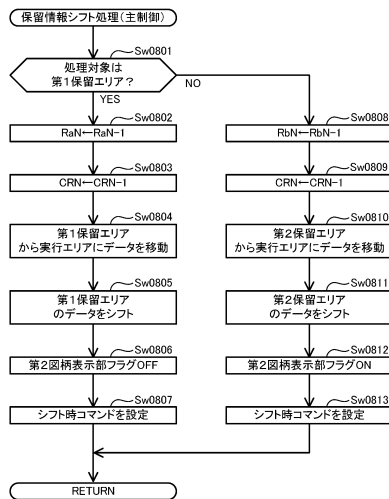 保留情報シフト処理(主制御)
Sw0801
処理対象は
第1保留エリア?
YES
NO
Sw0802
RaN←RaN-1
Sw0803
CRN←CRN-1
Sw0804
第1保留エリア
から実行エリアにデータを移動
Sw0805
第1保留エリア
のデータをシフト
Sw0806
第2図柄表示部フラグOFF
Sw0807
シフト時コマンドを設定
Sw0808
RbN←RbN-1
Sw0809
CRN←CRN-1
Sw0810
第2保留エリア
から実行エリアにデータを移動
Sw0811
第2保留エリア
のデータをシフト
Sw0812
第2図柄表示部フラグON
Sw0813
シフト時コマンドを設定
RETURN